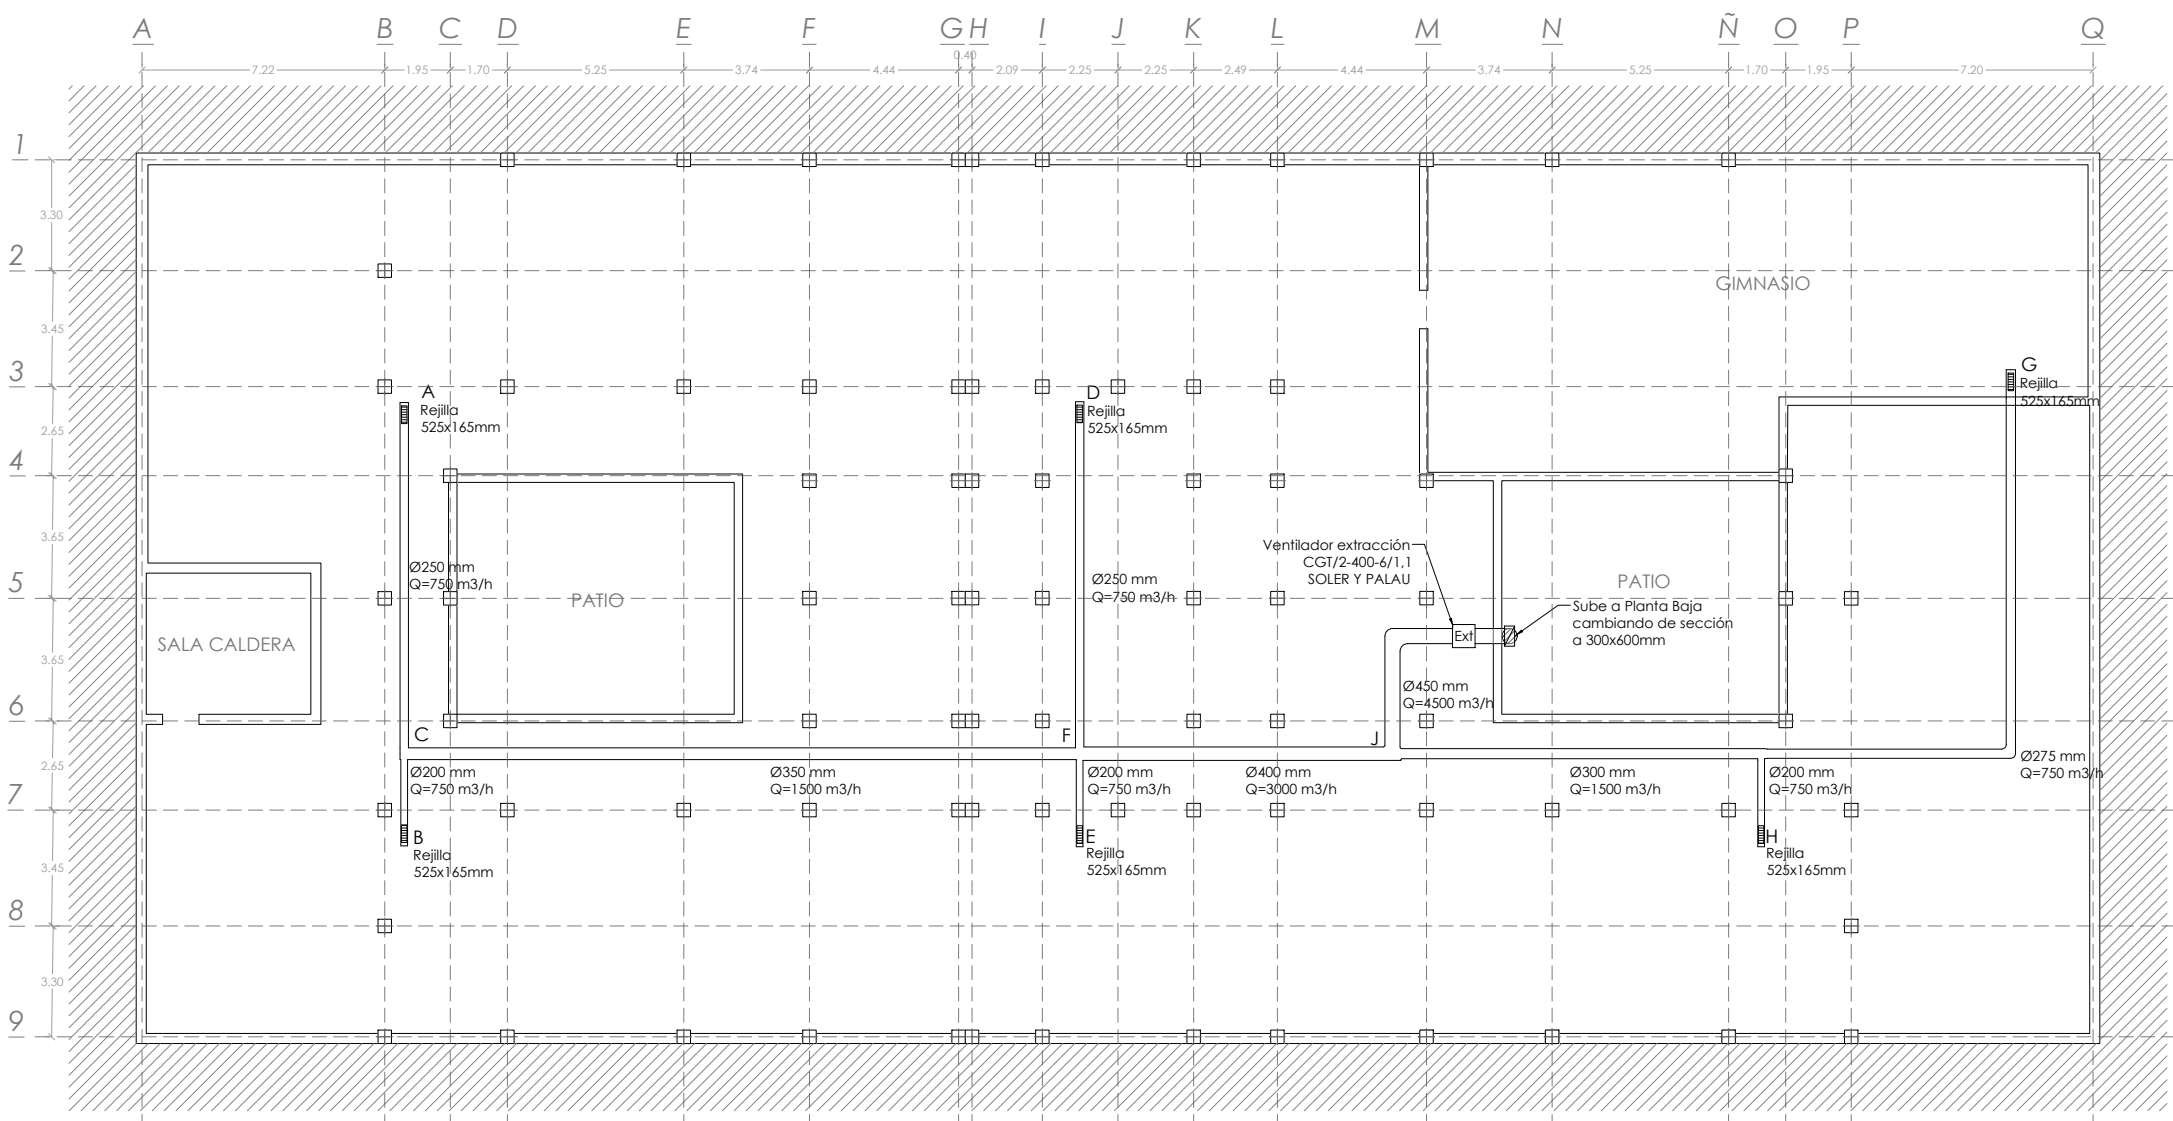 A B C D E F G H I J K L M N Ñ O P Q
0.40
7.22 1.95 1.70 5.25 3.74 4.44 2.09 2.25 2.25 2.49 4.44 3.74 5.25 1.70 1.95 7.20
1
3.30
2
3.45
3
2.65
4
3.65
5
3.65
6
2.65
7
3.45
8
3.30
9
GIMNASIO
A
Rejilla
525x165mm
D
Rejilla
525x165mm
G
Rejilla
525x165mm
Ø250 mm
Q=750 m3/h
PATIO
SALA CALDERA
Ø250 mm
Q=750 m3/h
Ventilador extracción
CGT/2-400-6/1,1
SOLER Y PALAU
Ext
PATIO
Sube a Planta Baja
cambiando de sección
a 300x600mm
Ø450 mm
Q=4500 m3/h
C
F
J
Ø200 mm
Q=750 m3/h
Ø350 mm
Q=1500 m3/h
Ø200 mm
Q=750 m3/h
Ø400 mm
Q=3000 m3/h
Ø300 mm
Q=1500 m3/h
Ø200 mm
Q=750 m3/h
Ø275 mm
Q=750 m3/h
B
Rejilla
525x165mm
E
Rejilla
525x165mm
H
Rejilla
525x165mm